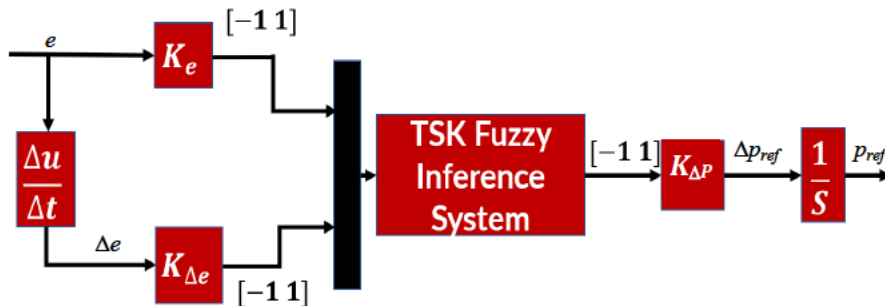 e
K_e
[−1 1]
Δu
Δt
Δe
K_Δe
[−1 1]
TSK Fuzzy
Inference
System
[−1 1]
K_ΔP
Δp_ref
1
S
p_ref